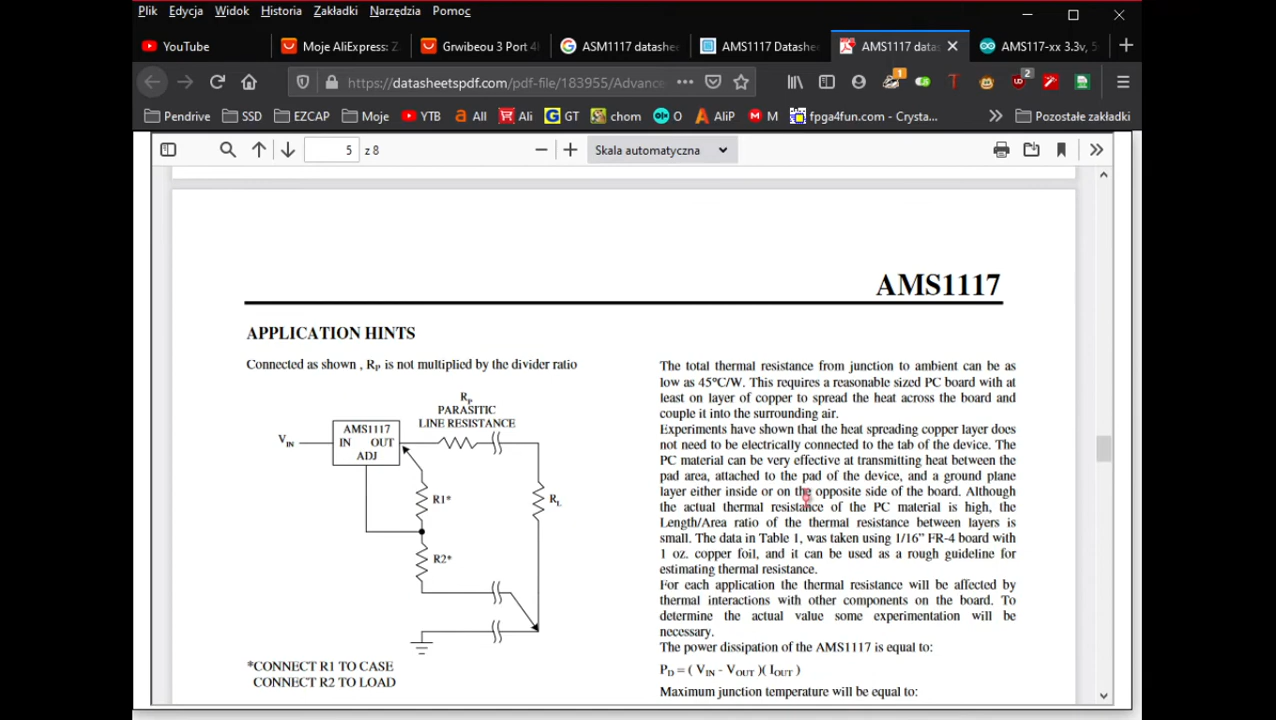 Plik Edycja Widok Historia Zakładki Narzędzia Pomoc
YouTube
Moje AliExpress: Z
Grwibeou 3 Port 4
ASM1117 datashe
AMS1117 Datashe
AMS1117 data
AMS117-xx 3.3v, 5
https://datasheetspdf.com/pdf-file/183955/Advance
1
2
Pendrive SSD EZCAP Moje YTB All Ali GT chom O AliP M fpga4fun.com - Crysta... Pozostałe zakładki
5 z 8
Skala automatyczna
AMS1117
APPLICATION HINTS
Connected as shown , RP is not multiplied by the divider ratio
RP
PARASITIC
LINE RESISTANCE
AMS1117
VIN
IN OUT
ADJ
R1*
RL
R2*
*CONNECT R1 TO CASE
CONNECT R2 TO LOAD
The total thermal resistance from junction to ambient can be as
low as 45°C/W. This requires a reasonable sized PC board with at
least on layer of copper to spread the heat across the board and
couple it into the surrounding air.
Experiments have shown that the heat spreading copper layer does
not need to be electrically connected to the tab of the device. The
PC material can be very effective at transmitting heat between the
pad area, attached to the pad of the device, and a ground plane
layer either inside or on the opposite side of the board. Although
the actual thermal resistance of the PC material is high, the
Length/Area ratio of the thermal resistance between layers is
small. The data in Table 1, was taken using 1/16” FR-4 board with
1 oz. copper foil, and it can be used as a rough guideline for
estimating thermal resistance.
For each application the thermal resistance will be affected by
thermal interactions with other components on the board. To
determine the actual value some experimentation will be
necessary.
The power dissipation of the AMS1117 is equal to:
PD = ( VIN - VOUT )( IOUT )
Maximum junction temperature will be equal to: